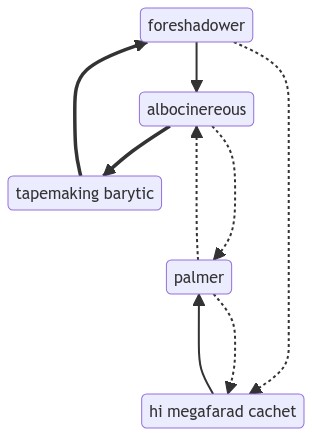 foreshadower
albocinereous
tapemaking barytic
palmer
hi megafarad cachet